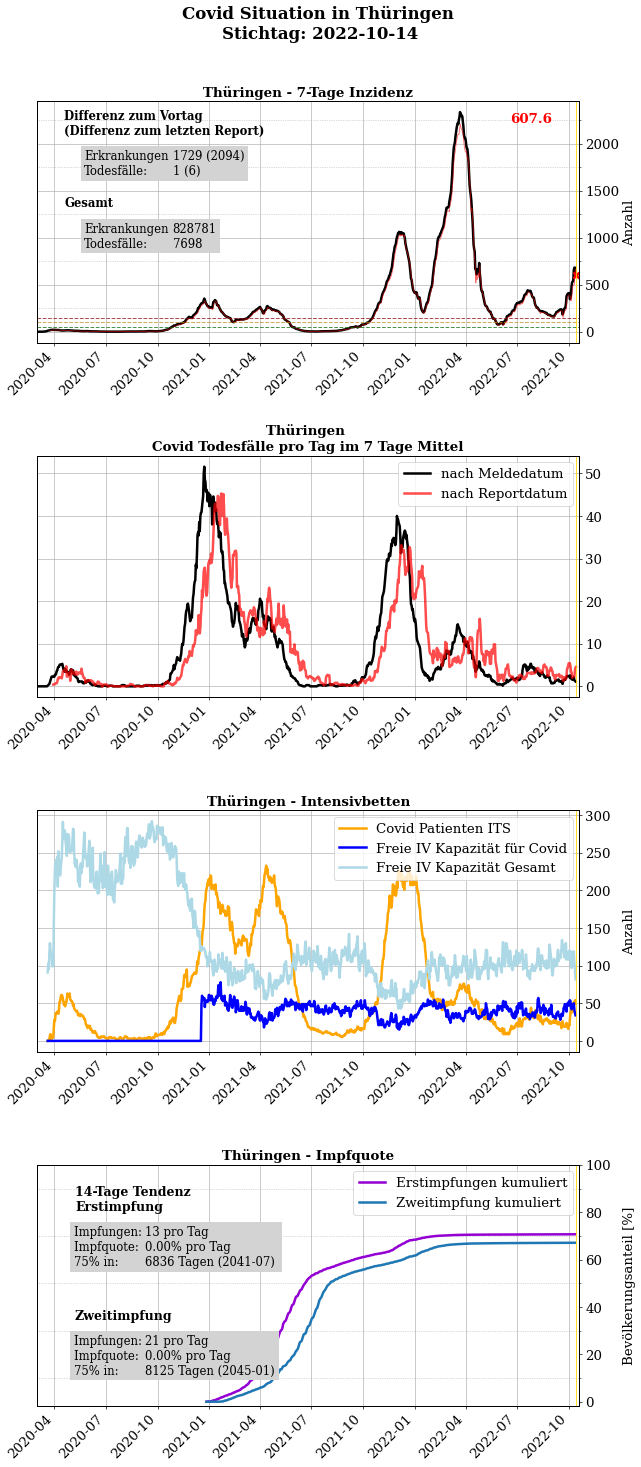 Covid Situation in Thüringen
Stichtag: 2022-10-14
Thüringen - 7-Tage Inzidenz
Differenz zum Vortag
(Differenz zum letzten Report)
Erkrankungen 1729 (2094)
Todesfälle: 1 (6)
Gesamt
Erkrankungen 828781
Todesfälle: 7698
607.6
2000
1500
1000
500
0
Anzahl
2020-04
2020-07
2020-10
2021-01
2021-04
2021-07
2021-10
2022-01
2022-04
2022-07
2022-10
Thüringen
Covid Todesfälle pro Tag im 7 Tage Mittel
nach Meldedatum
nach Reportdatum
50
40
30
20
10
0
2020-04
2020-07
2020-10
2021-01
2021-04
2021-07
2021-10
2022-01
2022-04
2022-07
2022-10
Thüringen - Intensivbetten
Covid Patienten ITS
Freie IV Kapazität für Covid
Freie IV Kapazität Gesamt
300
250
200
150
100
50
0
Anzahl
2020-04
2020-07
2020-10
2021-01
2021-04
2021-07
2021-10
2022-01
2022-04
2022-07
2022-10
Thüringen - Impfquote
14-Tage Tendenz
Erstimpfung
Impfungen: 13 pro Tag
Impfquote: 0.00% pro Tag
75% in: 6836 Tagen (2041-07)
Zweitimpfung
Impfungen: 21 pro Tag
Impfquote: 0.00% pro Tag
75% in: 8125 Tagen (2045-01)
Erstimpfungen kumuliert
Zweitimpfung kumuliert
100
80
60
40
20
0
Bevölkerungsanteil [%]
2020-04
2020-07
2020-10
2021-01
2021-04
2021-07
2021-10
2022-01
2022-04
2022-07
2022-10